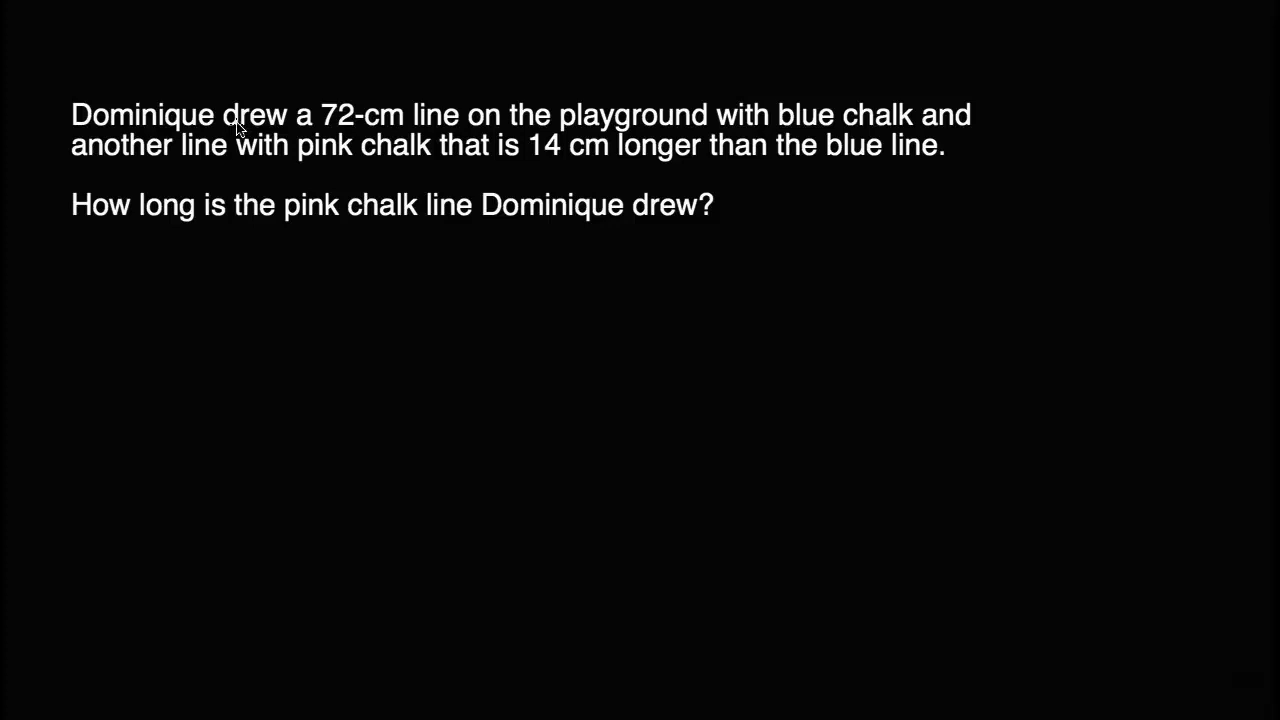 Dominique drew a 72-cm line on the playground with blue chalk and
another line with pink chalk that is 14 cm longer than the blue line.
How long is the pink chalk line Dominique drew?